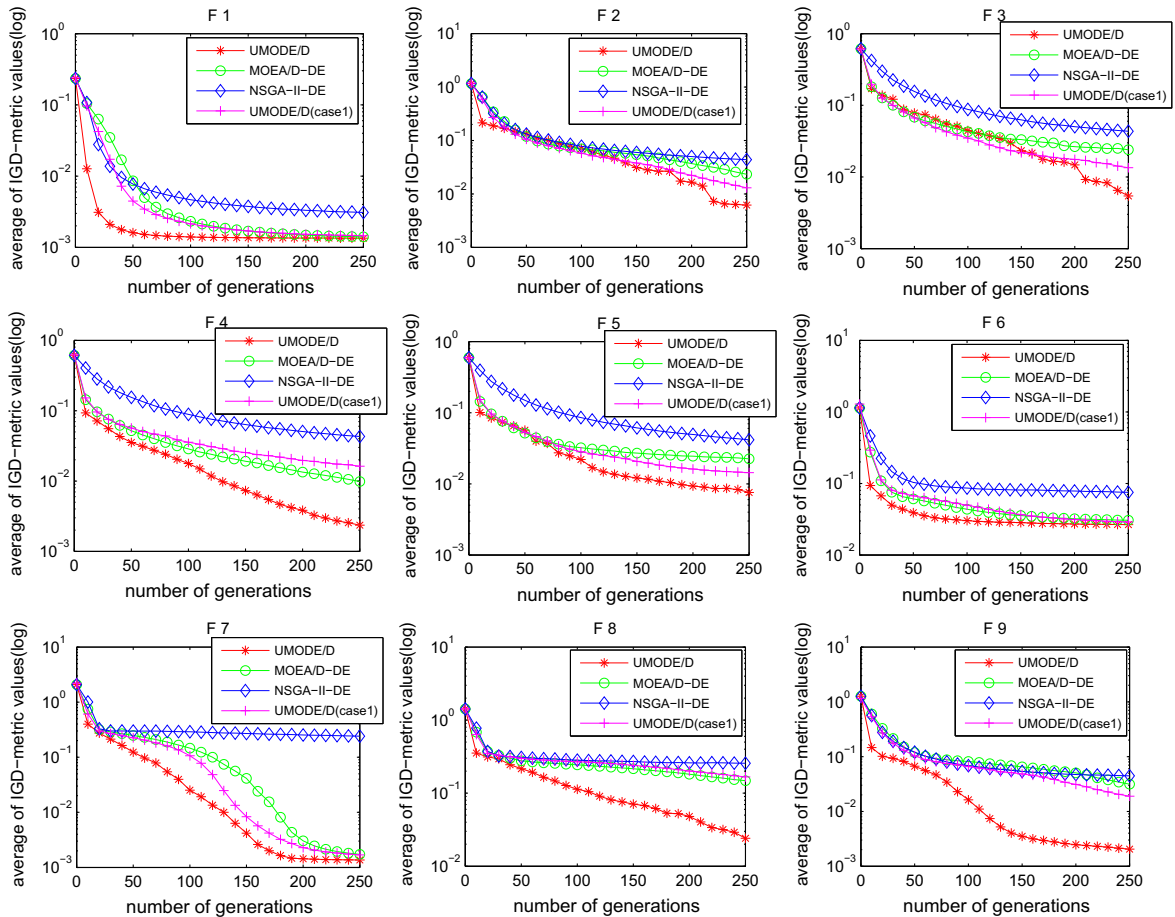 F 1
average of IGD-metric values(log)
10^0
10^-1
10^-2
10^-3
0 50 100 150 200 250
number of generations
UMODE/D
MOEA/D-DE
NSGA-II-DE
UMODE/D(case1)
F 2
average of IGD-metric values(log)
10^2
10^1
10^0
10^-1
10^-2
10^-3
0 50 100 150 200 250
number of generations
UMODE/D
MOEA/D-DE
NSGA-II-DE
UMODE/D(case1)
F 3
average of IGD-metric values(log)
10^0
10^-1
10^-2
10^-3
0 50 100 150 200 250
number of generations
UMODE/D
MOEA/D-DE
NSGA-II-DE
UMODE/D(case1)
F 4
average of IGD-metric values(log)
10^0
10^-1
10^-2
10^-3
0 50 100 150 200 250
number of generations
UMODE/D
MOEA/D-DE
NSGA-II-DE
UMODE/D(case1)
F 5
average of IGD-metric values(log)
10^0
10^-1
10^-2
10^-3
0 50 100 150 200 250
number of generations
UMODE/D
MOEA/D-DE
NSGA-II-DE
UMODE/D(case1)
F 6
average of IGD-metric values(log)
10^1
10^0
10^-1
10^-2
0 50 100 150 200 250
number of generations
UMODE/D
MOEA/D-DE
NSGA-II-DE
UMODE/D(case1)
F 7
average of IGD-metric values(log)
10^1
10^0
10^-1
10^-2
10^-3
0 50 100 150 200 250
number of generations
UMODE/D
MOEA/D-DE
NSGA-II-DE
UMODE/D(case1)
F 8
average of IGD-metric values(log)
10^1
10^0
10^-1
10^-2
0 50 100 150 200 250
number of generations
UMODE/D
MOEA/D-DE
NSGA-II-DE
UMODE/D(case1)
F 9
average of IGD-metric values(log)
10^1
10^0
10^-1
10^-2
10^-3
0 50 100 150 200 250
number of generations
UMODE/D
MOEA/D-DE
NSGA-II-DE
UMODE/D(case1)